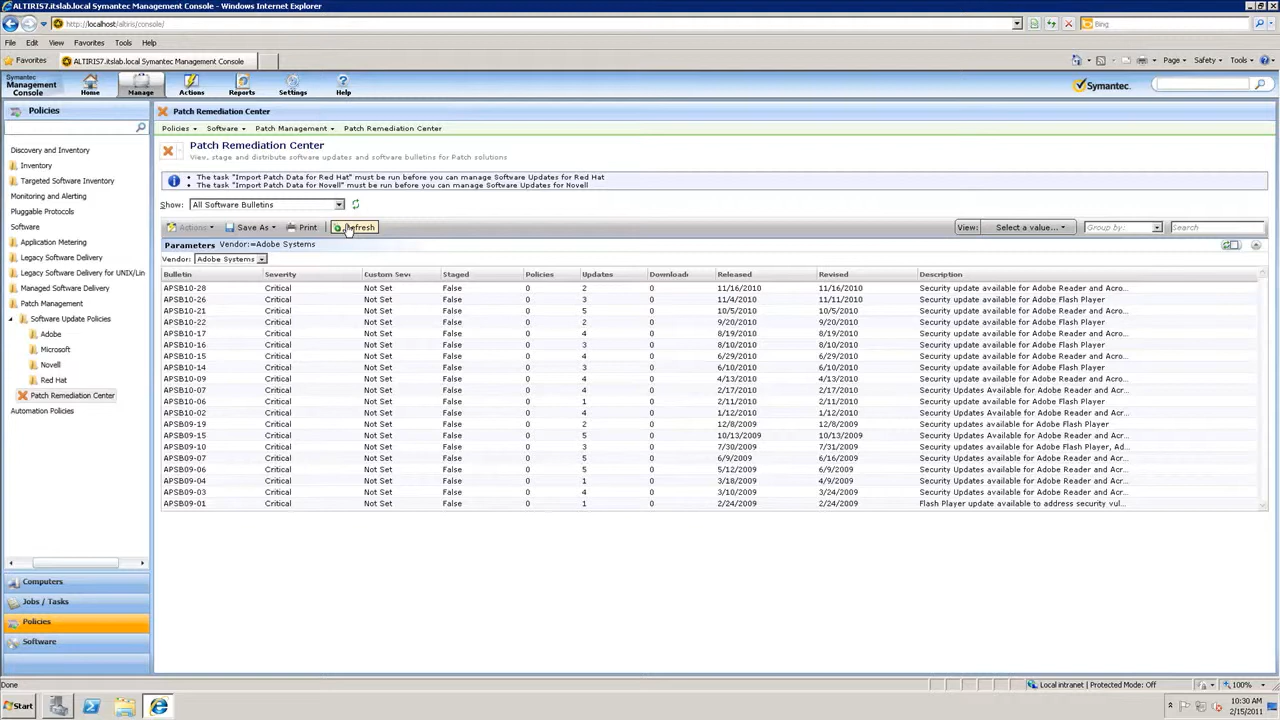 ALTIRIS7.itslab.local Symantec Management Console - Windows Internet Explorer
http://localhost/altiris/console/
Bing
File Edit View Favorites Tools Help
Favorites ALTIRIS7.itslab.local Symantec Management Console Page Safety Tools
Symantec Management Console Home Manage Actions Reports Settings Help Symantec.
Policies
Discovery and Inventory
Inventory
Targeted Software Inventory
Monitoring and Alerting
Pluggable Protocols
Software
Application Metering
Legacy Software Delivery
Legacy Software Delivery for UNIX/Lin
Managed Software Delivery
Patch Management
Software Update Policies
Adobe
Microsoft
Novell
Red Hat
Patch Remediation Center
Automation Policies
Computers
Jobs / Tasks
Policies
Software
Patch Remediation Center
Policies Software Patch Management Patch Remediation Center
Patch Remediation Center
View, stage and distribute software updates and software bulletins for Patch solutions
• The task "Import Patch Data for Red Hat" must be run before you can manage Software Updates for Red Hat
• The task "Import Patch Data for Novell" must be run before you can manage Software Updates for Novell
Show: All Software Bulletins
Actions Save As Print Refresh View: Select a value... Group by: Search
Parameters Vendor:=Adobe Systems
Vendor: Adobe Systems
Bulletin Severity Custom Seve Staged Policies Updates Downloade Released Revised Description
APSB10-28 Critical Not Set False 0 2 0 11/16/2010 11/16/2010 Security update available for Adobe Reader and Acro...
APSB10-26 Critical Not Set False 0 3 0 11/4/2010 11/11/2010 Security update available for Adobe Flash Player
APSB10-21 Critical Not Set False 0 5 0 10/5/2010 10/5/2010 Security update available for Adobe Reader and Acro...
APSB10-22 Critical Not Set False 0 2 0 9/20/2010 9/20/2010 Security update available for Adobe Flash Player
APSB10-17 Critical Not Set False 0 4 0 8/19/2010 8/19/2010 Security update available for Adobe Reader and Acro...
APSB10-16 Critical Not Set False 0 3 0 8/10/2010 8/10/2010 Security update available for Adobe Flash Player
APSB10-15 Critical Not Set False 0 4 0 6/29/2010 6/29/2010 Security update available for Adobe Reader and Acro...
APSB10-14 Critical Not Set False 0 3 0 6/10/2010 6/10/2010 Security update available for Adobe Flash Player
APSB10-09 Critical Not Set False 0 4 0 4/13/2010 4/13/2010 Security update available for Adobe Reader and Acro...
APSB10-07 Critical Not Set False 0 4 0 2/17/2010 2/17/2010 Security Updates Available for Adobe Reader and Acro...
APSB10-06 Critical Not Set False 0 1 0 2/11/2010 2/11/2010 Security update available for Adobe Flash Player
APSB10-02 Critical Not Set False 0 4 0 1/12/2010 1/12/2010 Security Updates Available for Adobe Reader and Acro...
APSB09-19 Critical Not Set False 0 2 0 12/8/2009 12/8/2009 Security updates available for Adobe Flash Player
APSB09-15 Critical Not Set False 0 5 0 10/13/2009 10/13/2009 Security Updates Available for Adobe Reader and Acro...
APSB09-10 Critical Not Set False 0 3 0 7/30/2009 7/31/2009 Security updates available for Adobe Flash Player, Ad...
APSB09-07 Critical Not Set False 0 5 0 6/9/2009 6/16/2009 Security Updates available for Adobe Reader and Acr...
APSB09-06 Critical Not Set False 0 5 0 5/12/2009 6/9/2009 Security Updates available for Adobe Reader and Acr...
APSB09-04 Critical Not Set False 0 1 0 3/18/2009 4/9/2009 Security Updates available for Adobe Reader and Acr...
APSB09-03 Critical Not Set False 0 4 0 2/19/2009 3/24/2009 Security Updates available for Adobe Reader and Acr...
APSB09-01 Critical Not Set False 0 1 0 2/24/2009 2/24/2009 Flash Player update available to address security vul...
Done Local intranet | Protected Mode: Off 100%
Start 10:30 AM
2/15/2011